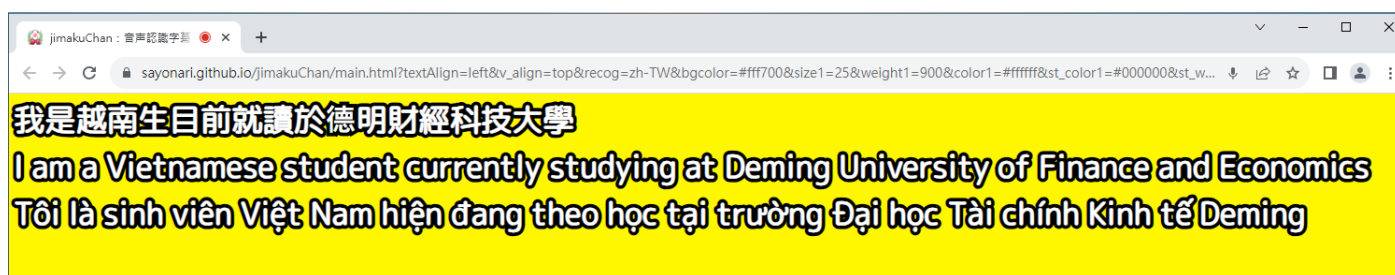 jimakuChan : 音声認識字幕
sayonari.github.io/jimakuChan/main.html?textAlign=left&v_align=top&recog=zh-TW&bgcolor=#fff700&size1=25&weight1=900&color1=#ffffff&st_color1=#000000&st_w...
我是越南生目前就讀於德明財經科技大學
I am a Vietnamese student currently studying at Deming University of Finance and Economics
Tôi là sinh viên Việt Nam hiện đang theo học tại trường Đại học Tài chính Kinh tế Deming